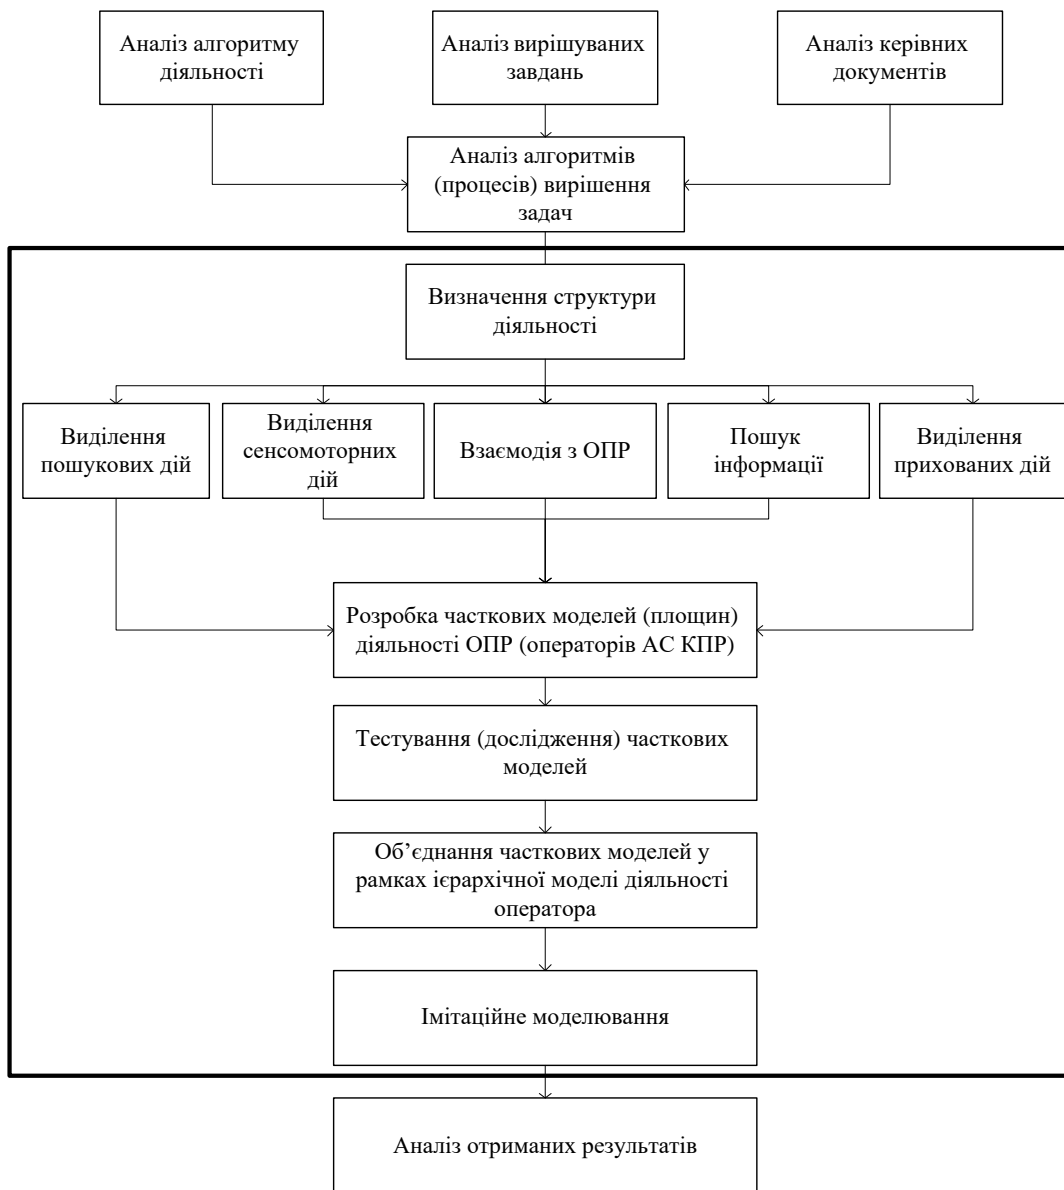 Аналіз алгоритму
діяльності
Аналіз вирішуваних
завдань
Аналіз керівних
документів
Аналіз алгоритмів
(процесів) вирішення
задач
Визначення структури
діяльності
Виділення
пошукових дій
Виділення
сенсомоторних
дій
Взаємодія з ОПР
Пошук
інформації
Виділення
прихованих дій
Розробка часткових моделей (площин)
діяльності ОПР (операторів АС КПР)
Тестування (дослідження) часткових
моделей
Об’єднання часткових моделей у
рамках ієрархічної моделі діяльності
оператора
Імітаційне моделювання
Аналіз отриманих результатів